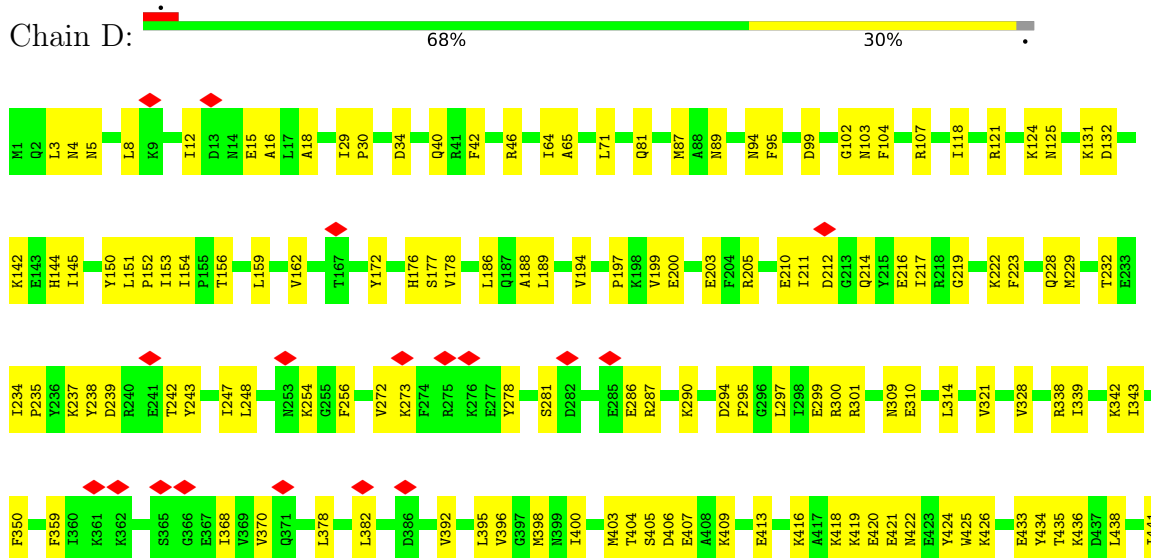 Chain D:
68% 30%
M1 Q2 L3 N4 N5 L8 K9 I12 D13 N14 E15 A16 L17 A18 I29 P30 D34 Q40 R41 F42 R46 I64 A65 L71 Q81 M87 A88 N89 N94 F95 D99 G102 N103 F104 R107 I118 R121 K124 N125 K131 D132
K142 E143 H144 I145 Y150 L151 P152 I153 I154 P155 T156 L159 V162 T167 Y172 H176 S177 V178 L186 Q187 A188 L189 V194 P197 K198 V199 E200 E203 F204 R205 E210 I211 D212 G213 Q214 Y215 E216 I217 R218 G219 K222 F223 Q228 M229 T232 E233
I234 P235 Y236 K237 Y238 D239 R240 E241 T242 Y243 I247 L248 N253 K254 G255 F256 V272 K273 F274 R275 K276 E277 Y278 S281 D282 E285 E286 R287 K290 D294 F295 G296 L297 I298 E299 R300 R301 N309 E310 L314 V321 V328 R338 I339 K342 I343
F350 F359 I360 K361 K362 S365 G366 E367 I368 V369 V370 Q371 L378 L382 D386 V392 L395 V396 G397 M398 N399 I400 M403 T404 S405 D406 E407 A408 K409 E413 K416 A417 K418 K419 E420 E421 N422 E423 Y424 W425 K426 E433 Y434 T435 K436 D437 L438